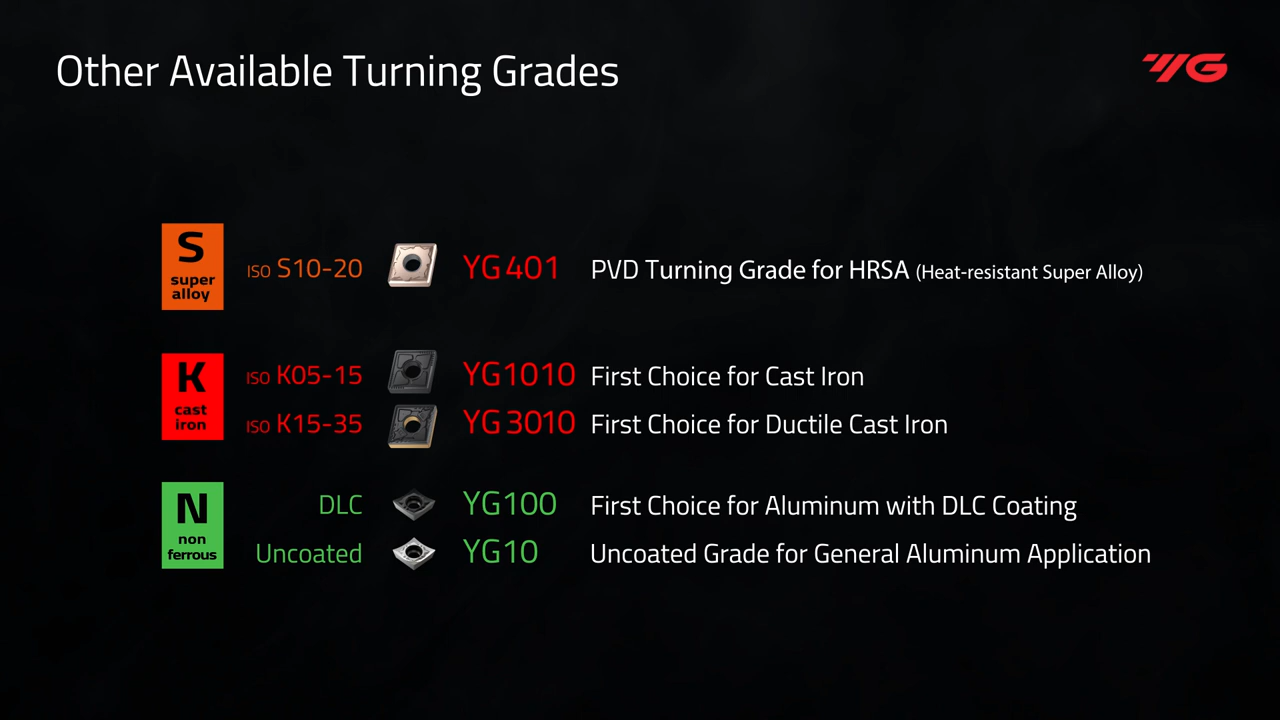 Other Available Turning Grades
YG
S
super
alloy
ISO S10-20
YG401
PVD Turning Grade for HRSA (Heat-resistant Super Alloy)
K
cast
iron
ISO K05-15
YG1010
First Choice for Cast Iron
ISO K15-35
YG3010
First Choice for Ductile Cast Iron
N
non
ferrous
DLC
YG100
First Choice for Aluminum with DLC Coating
Uncoated
YG10
Uncoated Grade for General Aluminum Application